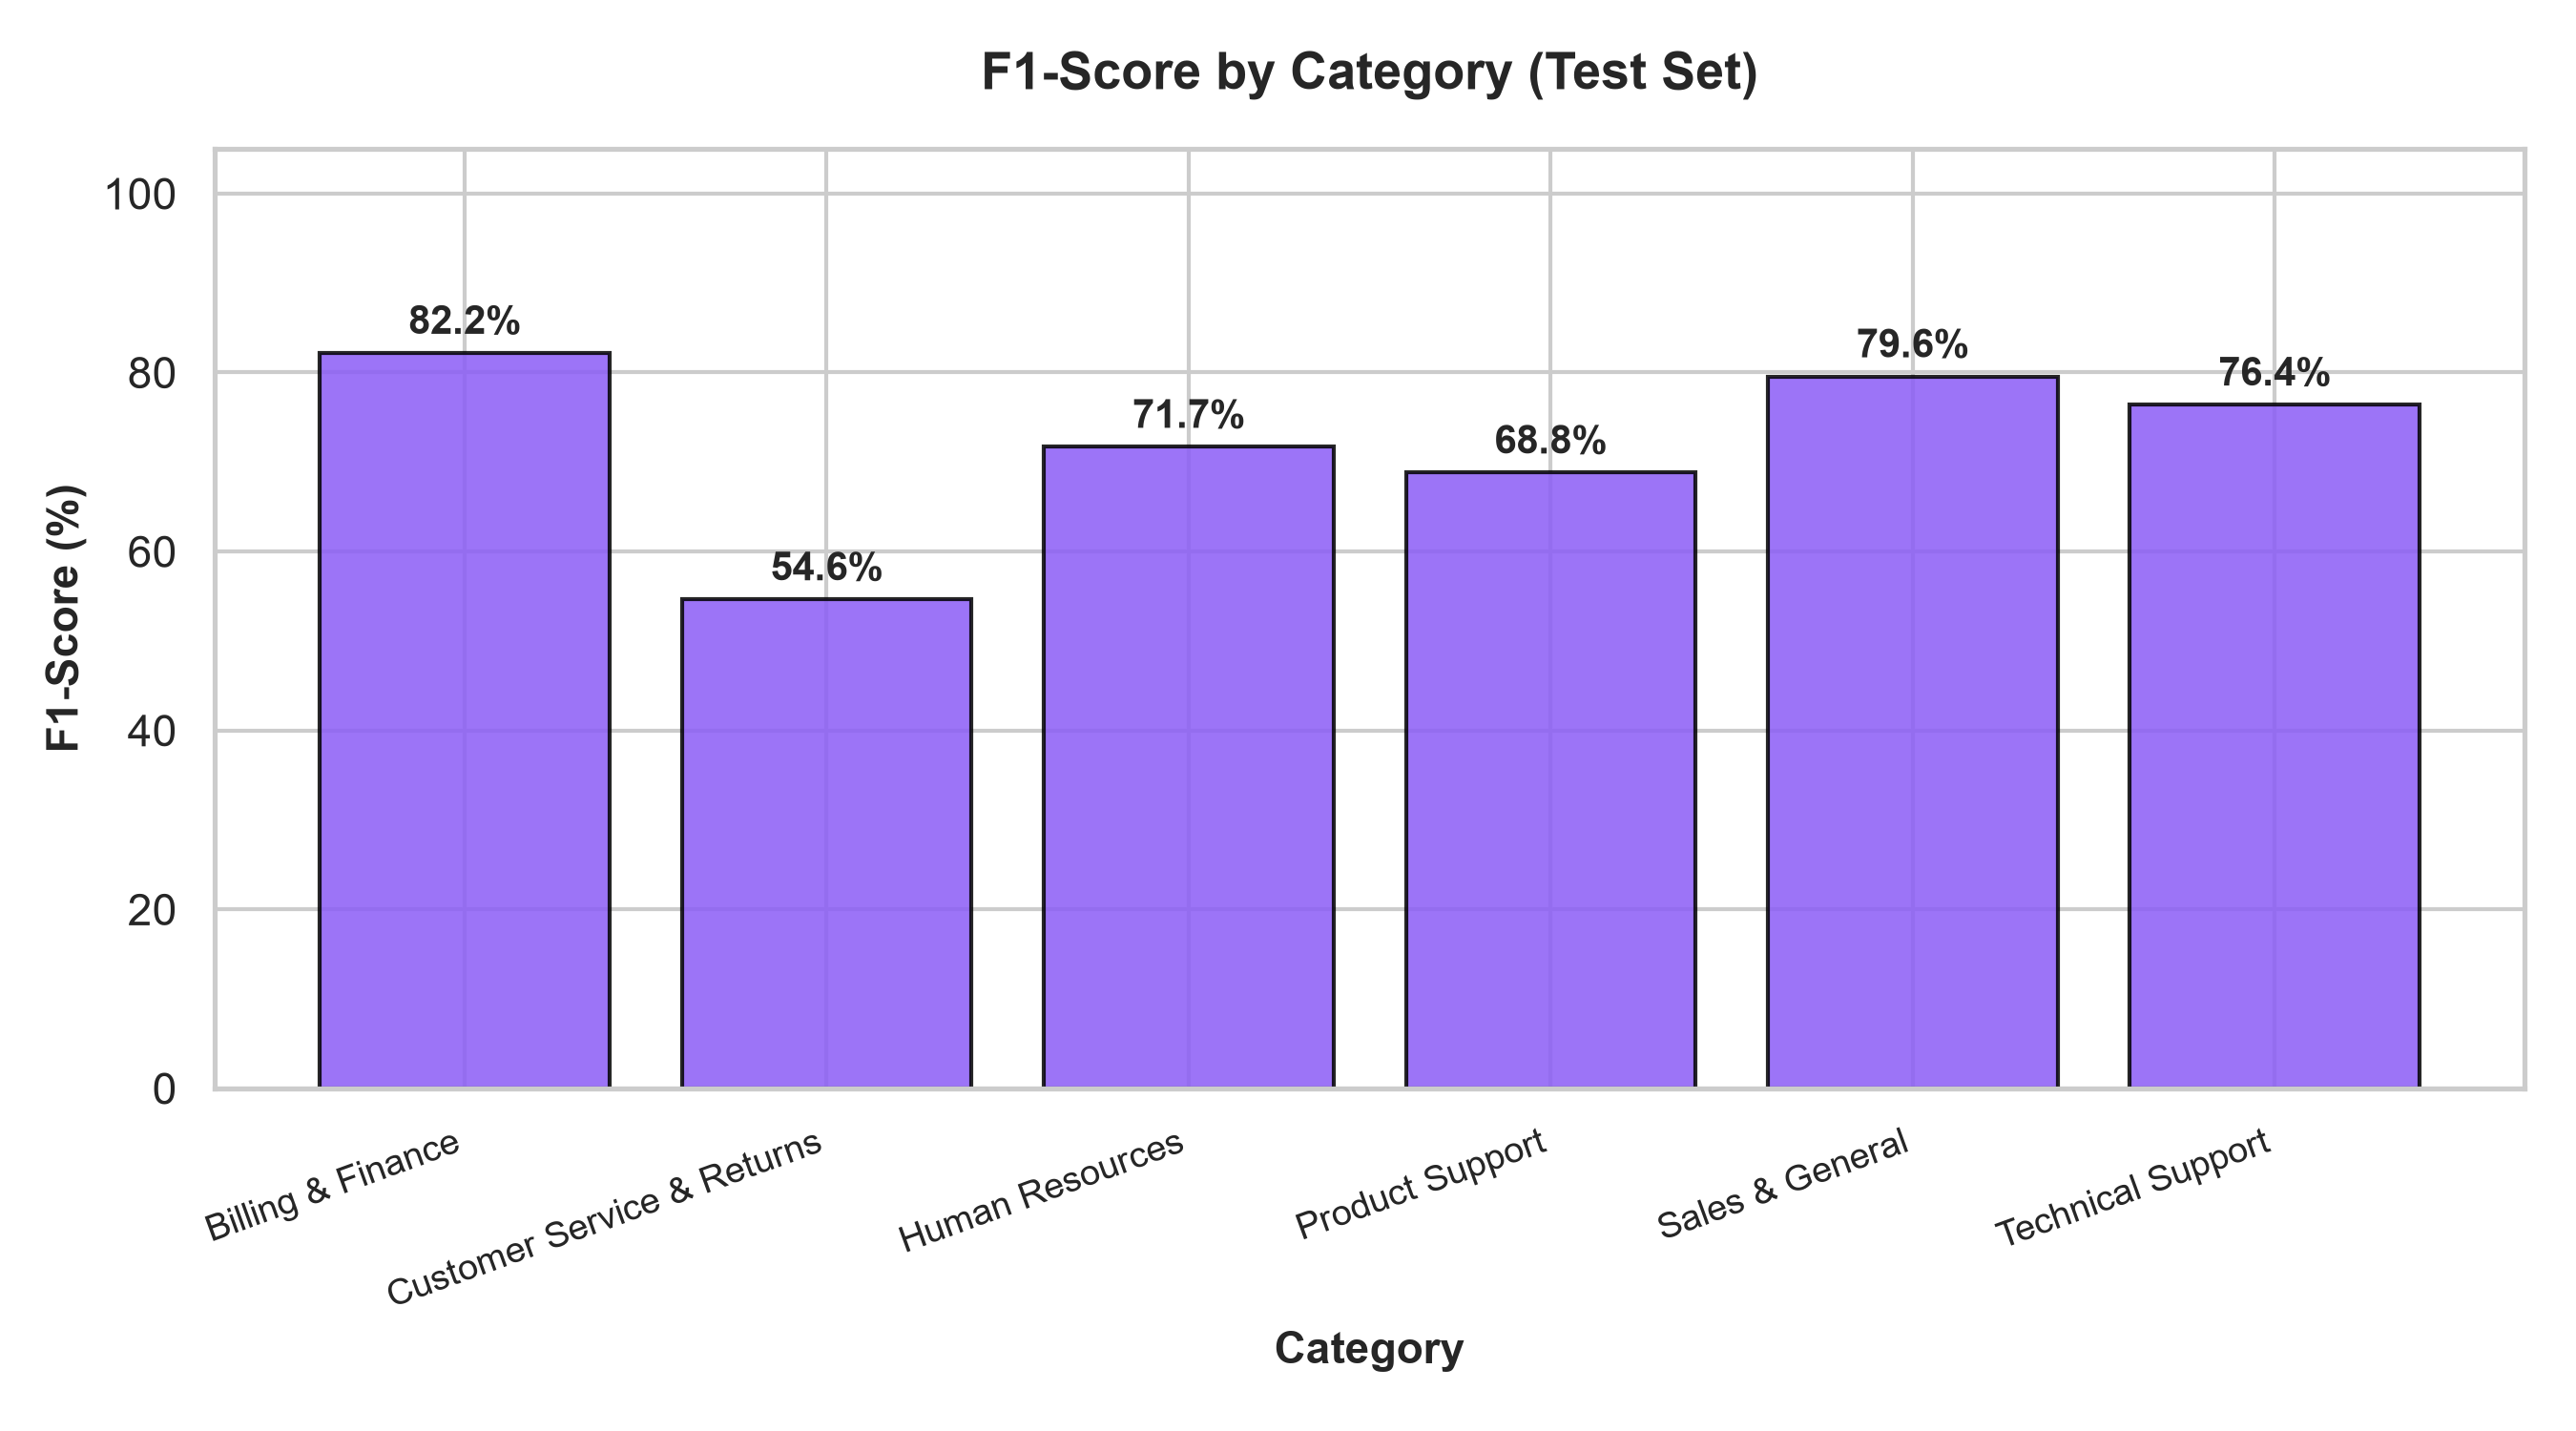 F1-Score by Category (Test Set)
F1-Score (%)
100
80
60
40
20
0
82.2%
54.6%
71.7%
68.8%
79.6%
76.4%
Billing & Finance
Customer Service & Returns
Human Resources
Product Support
Sales & General
Technical Support
Category